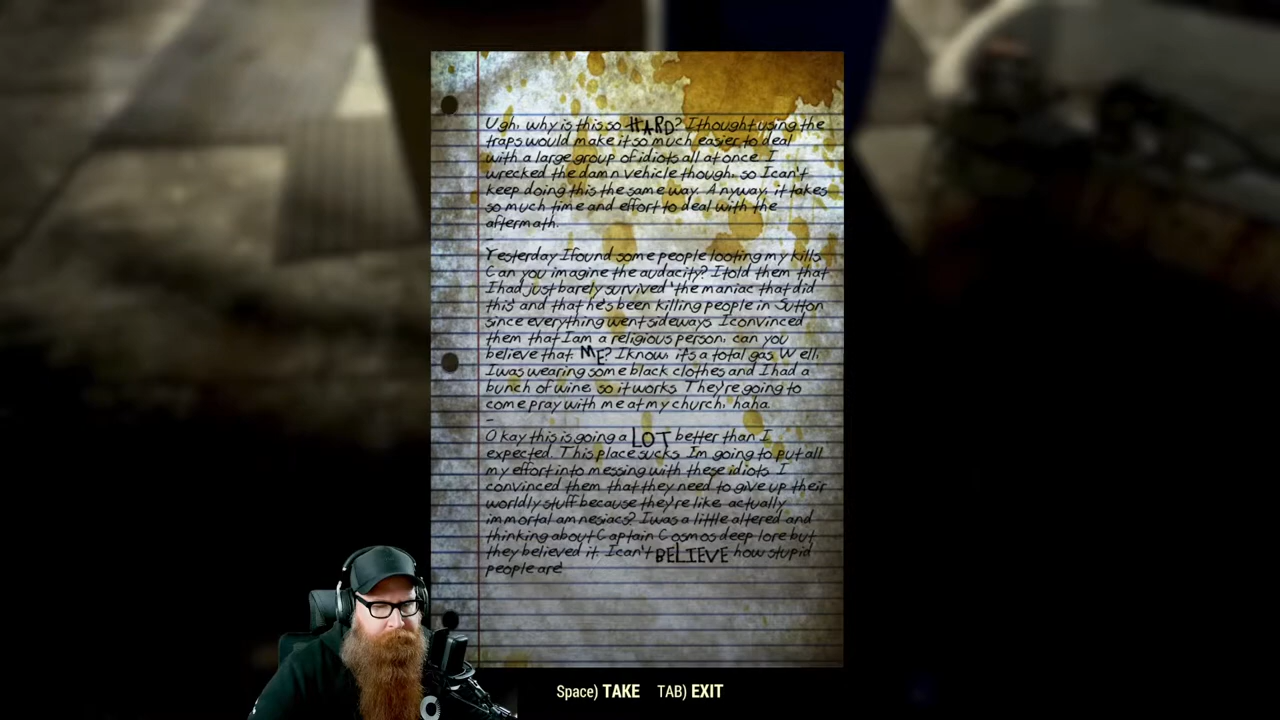 Ugh, why is this so HARD? I thought using the
traps would make it so much easier to deal
with a large group of idiots all at once. I
wrecked the damn vehicle though, so I can't
keep doing this the same way. Anyway, it takes
so much time and effort to deal with the
aftermath.
-
Yesterday I found some people looting my kills.
Can you imagine the audacity? I told them that
I had just barely survived 'the maniac that did
this' and that he's been killing people in Sutton
since everything went sideways. I convinced
them that I am a religious person, can you
believe that. ME? I know, it's a total gas. Well,
I was wearing some black clothes and I had a
bunch of wine, so it works. They're going to
come pray with me at my church, haha.
-
Okay this is going a LOT better than I
expected. This place sucks. Im going to put all
my effort into messing with these idiots. I
convinced them that they need to give up their
worldly stuff because they're like, actually
immortal amnesiacs? I was a little altered and
thinking about Captain Cosmos deep lore but
they believed it. I can't BELIEVE how stupid
people are!
Space) TAKE TAB) EXIT